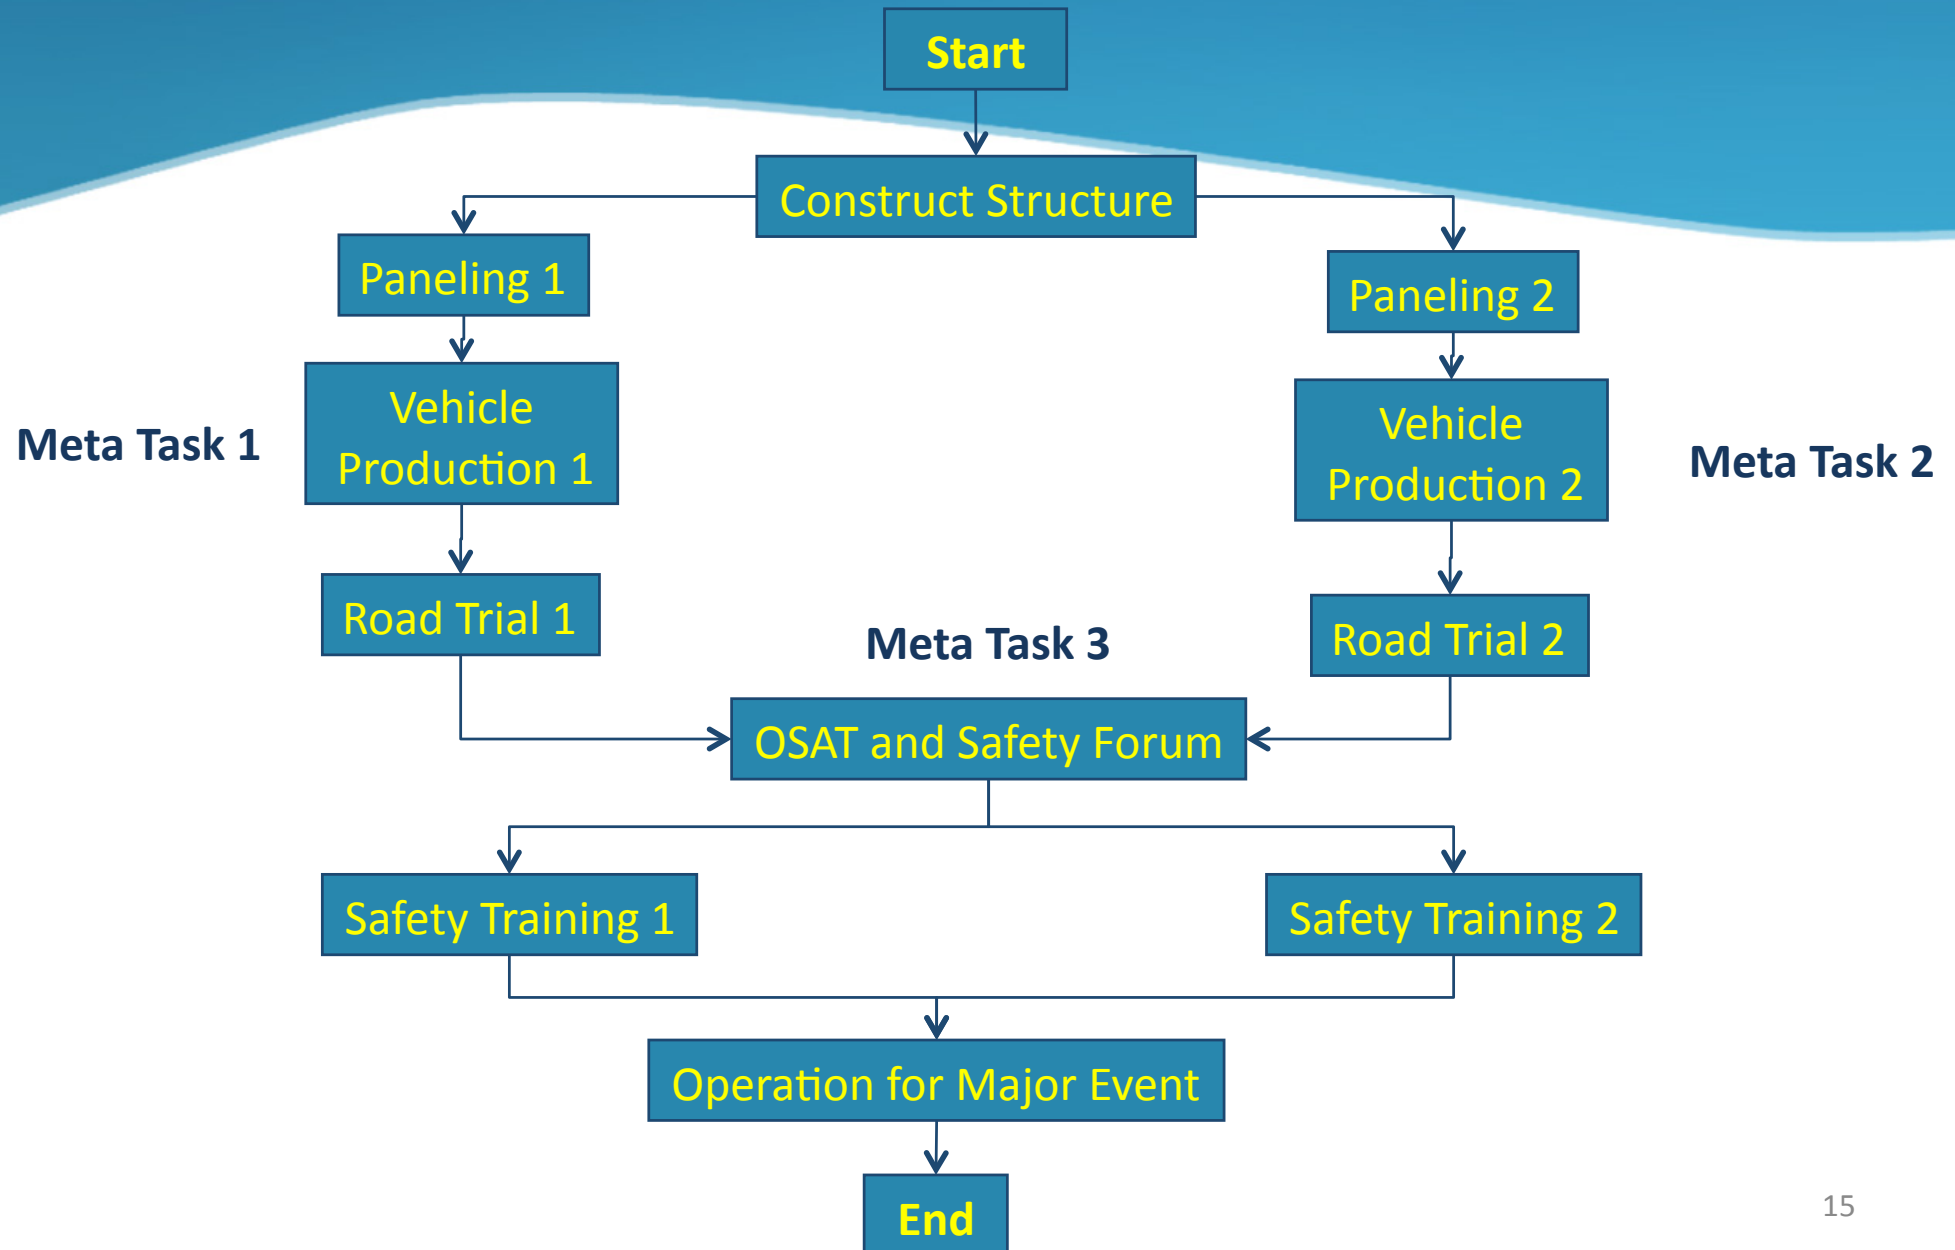 Start
Construct Structure
Paneling 1
Paneling 2
Vehicle
Production 1
Vehicle
Production 2
Meta Task 1
Meta Task 2
Road Trial 1
Road Trial 2
Meta Task 3
OSAT and Safety Forum
Safety Training 1
Safety Training 2
Operation for Major Event
End
15